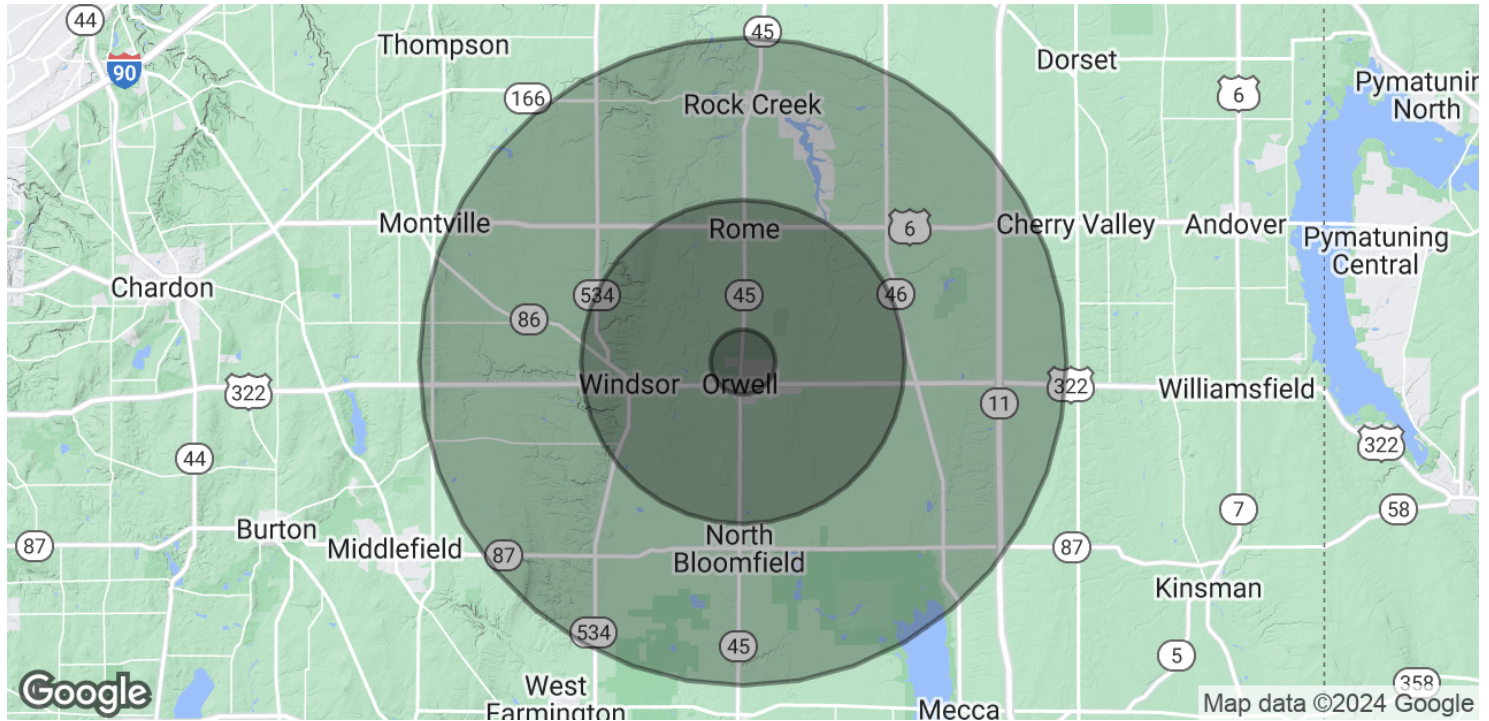 44
Thompson
45
Dorset
90
6
Pymatuning
North
166
Rock Creek
Montville
Rome
6
Cherry Valley
Andover
Pymatuning
Central
Chardon
534
45
46
86
322
Windsor
Orwell
11
322
Williamsfield
44
322
87
Burton
Middlefield
87
North
Bloomfield
87
7
58
Kinsman
534
45
5
358
West
Farmington
Mecca
Google
Map data ©2024 Google